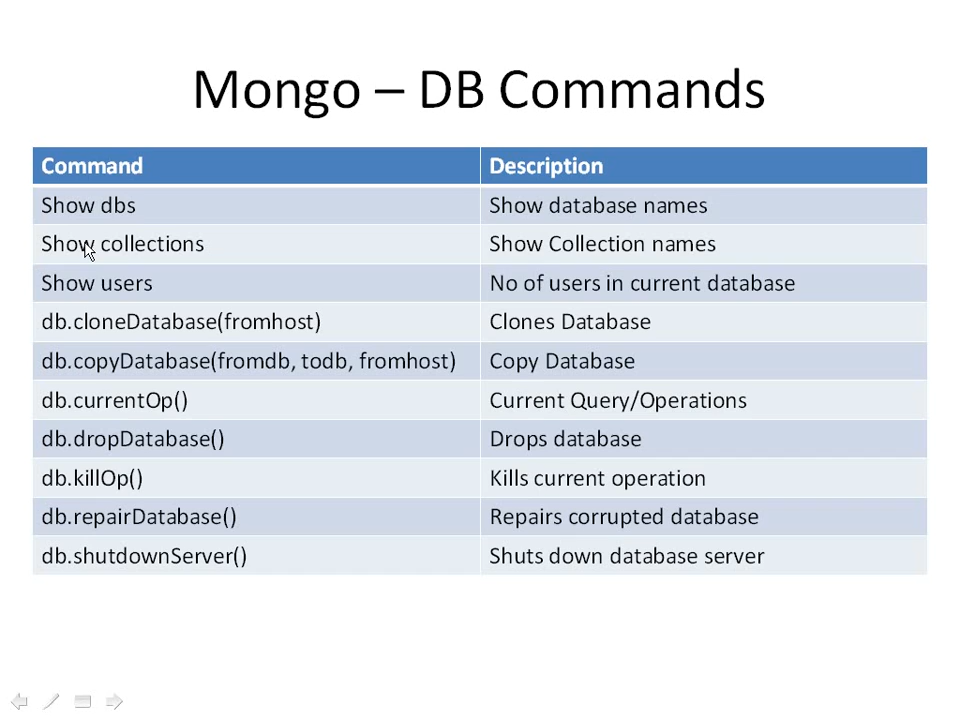 Mongo – DB Commands
Command Description
Show dbs Show database names
Show collections Show Collection names
Show users No of users in current database
db.cloneDatabase(fromhost) Clones Database
db.copyDatabase(fromdb, todb, fromhost) Copy Database
db.currentOp() Current Query/Operations
db.dropDatabase() Drops database
db.killOp() Kills current operation
db.repairDatabase() Repairs corrupted database
db.shutdownServer() Shuts down database server